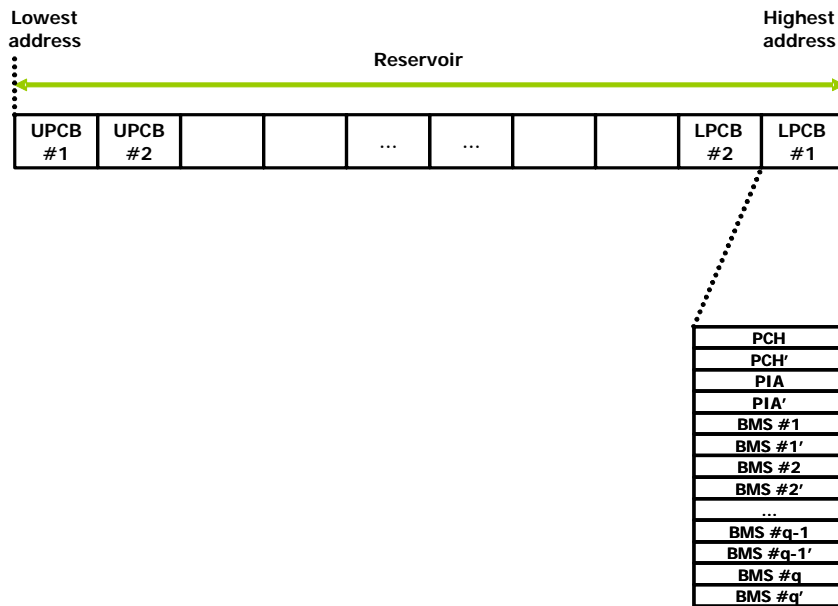 Lowest address
Highest address
Reservoir
UPCB #1
UPCB #2
...
...
LPCB #2
LPCB #1
PCH
PCH'
PIA
PIA'
BMS #1
BMS #1'
BMS #2
BMS #2'
...
BMS #q-1
BMS #q-1'
BMS #q
BMS #q'